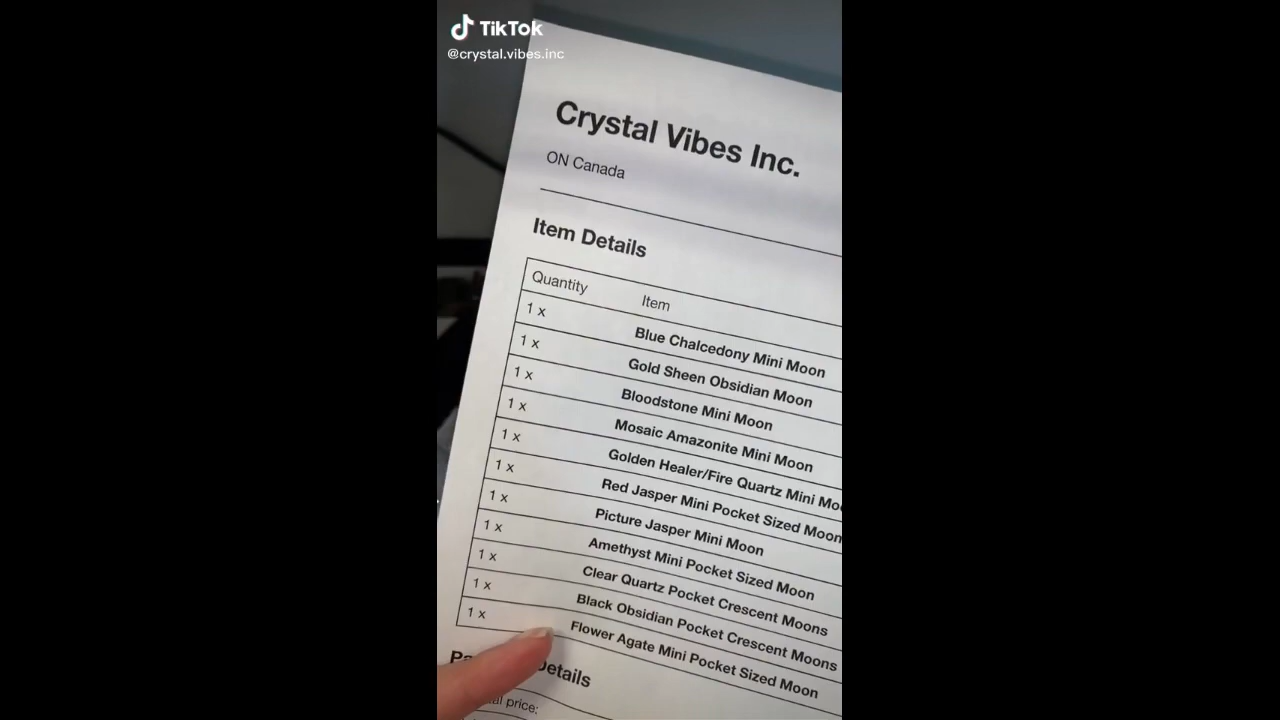 TikTok
@crystal.vibes.inc
Crystal Vibes Inc.
ON Canada
Item Details
Quantity Item
1 x Blue Chalcedony Mini Moon
1 x Gold Sheen Obsidian Moon
1 x Bloodstone Mini Moon
1 x Mosaic Amazonite Mini Moon
1 x Golden Healer/Fire Quartz Mini
1 x Red Jasper Mini Pocket Sized Moon
1 x Picture Jasper Mini Moon
1 x Amethyst Mini Pocket Sized Moon
1 x Clear Quartz Pocket Crescent Moons
1 x Black Obsidian Pocket Crescent Moons
1 x Flower Agate Mini Pocket Sized Moon
Details
price: